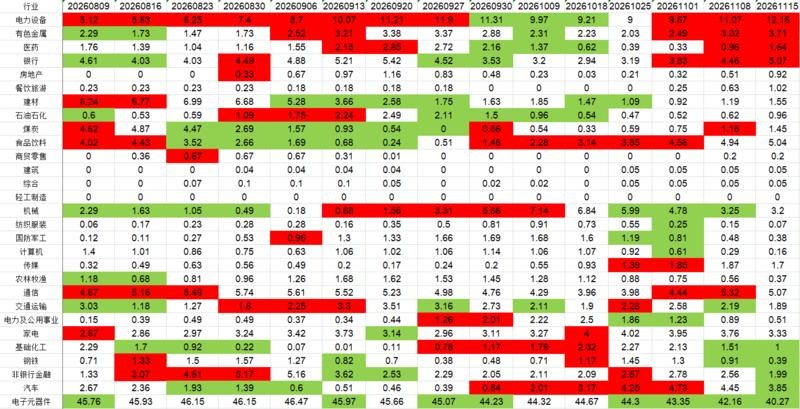 行业 20260809 20260816 20260823 20260830 20260906 20260913 20260920 20260927 20260930 20261011 20261018 20261025 20261101 20261108 20261115
电力设备 5.12 5.63 6.25 7.4 8.7 10.07 11.21 11.9 11.31 9.97 9.21 9 9.67 11.07 12.16
有色金属 2.29 1.73 1.47 1.73 2.52 3.21 3.38 3.37 2.88 2.31 2.23 2.03 2.49 3.02 3.71
医药 1.76 1.39 1.04 1.16 1.55 2.15 2.85 2.72 2.16 1.37 0.62 0.39 0.33 0.96 1.64
银行 4.61 4.03 4.03 4.49 4.88 5.21 5.42 4.52 3.53 3.2 2.94 3.19 3.83 4.46 5.07
房地产 0 0 0 0.33 0.67 0.97 1.16 0.83 0.48 0.23 0.03 0.21 0.32 0.51 0.92
餐饮旅游 0.23 0.23 0.23 0.23 0.18 0.18 0.18 0.18 0 0 0 0 0.25 0.63 1.02
建材 6.24 6.77 6.99 6.68 5.28 3.66 2.58 1.75 1.63 1.85 1.47 1.09 0.92 1.19 1.55
石油石化 0.6 0.53 0.59 1.09 1.75 2.24 2.49 2.11 1.5 0.96 0.54 0.47 0.52 0.62 0.96
煤炭 4.62 4.87 4.47 2.69 1.57 0.93 0.54 0 0.66 0.54 0.33 0.59 0.75 1.18 1.45
食品饮料 4.02 4.43 3.52 2.66 1.69 0.68 0.24 0.51 1.46 2.28 3.14 3.85 4.58 4.94 5.04
商贸零售 0 0.36 0.67 0.67 0.67 0.31 0.01 0 0 0 0 0 0 0.2 0.2
建筑 0 0 0 0.04 0.04 0.04 0.04 0 0 0 0 0.05 0.05 0.05 0.05
综合 0 0 0.07 0.1 0.1 0.05 0 0 0.02 0.02 0 0.05 0.05 0.05 0.05
轻工制造 0 0 0 0 0 0 0 0 0 0 0 0 0 0 0
机械 2.29 1.63 1.05 0.49 0.18 0.68 1.56 3.31 5.66 7.14 6.84 5.99 4.78 3.25 3.2
纺织服装 0.06 0.17 0.23 0.28 0.28 0.16 0.35 0.5 0.81 0.91 0.73 0.55 0.25 0.01 0.15
国防军工 0.12 0.11 0.27 0.53 0.96 1.3 1.33 1.66 1.69 1.68 1.6 1.19 0.81 0.48 0.38
计算机 1.4 1.01 0.86 0.75 0.63 1.06 1.35 1.46 1.68 1.48 1.12 0.93 0.61 0.29 0.16
传媒 0.32 0.49 0.63 0.56 0.49 0.2 0.17 0.24 0.2 0.55 0.93 1.39 1.85 1.87 1.7
农林牧渔 1.18 0.68 0.81 0.96 1.26 1.68 1.62 1.53 1.45 1.28 1.12 0.88 0.75 0.56 0.37
通信 4.67 5.16 5.49 5.74 5.61 5.52 5.23 4.98 4.76 4.29 3.96 3.98 4.44 5.32 5.07
交通运输 3.03 1.18 1.27 1.8 2.25 3.3 3.51 3.16 2.73 2.11 1.9 2.28 2.58 2.19 1.89
电力及公用事业 0.15 0.39 0.49 0.49 0.37 0.34 0.44 1.26 2.01 2.22 2.5 1.86 1.23 0.89 0.51
家电 2.67 2.86 2.97 3.24 3.42 3.73 3.14 2.96 3.11 3.27 4 4.02 3.95 3.76 3.33
基础化工 2.29 1.7 0.92 0.22 0.07 0.01 0.11 0.78 1.17 1.79 2.32 2.27 2.13 1.51 1
钢铁 0.71 1.33 1.5 1.57 1.27 0.82 0.7 0.51 0.68 0.71 1.17 1.45 1.3 0.91 0.39
非银行金融 1.33 3.07 4.61 5.17 5.16 3.62 2.53 2.29 2.05 2.11 2.09 2.67 2.78 2.56 1.99
汽车 2.67 2.36 1.93 1.39 0.6 0.51 0.46 0.39 0.84 2.01 3.17 4.25 4.73 4.45 3.85
电子元器件 45.76 45.93 46.15 46.15 46.47 45.97 45.66 45.07 44.23 44.32 44.67 44.3 43.35 42.16 40.27